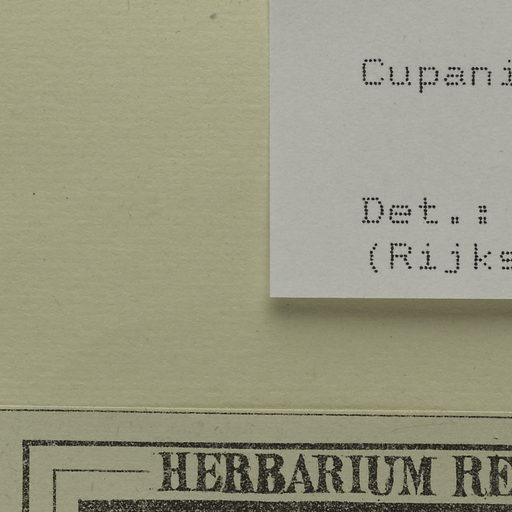 Cupani
Det.:
(Rijks
HERBARIUM RE